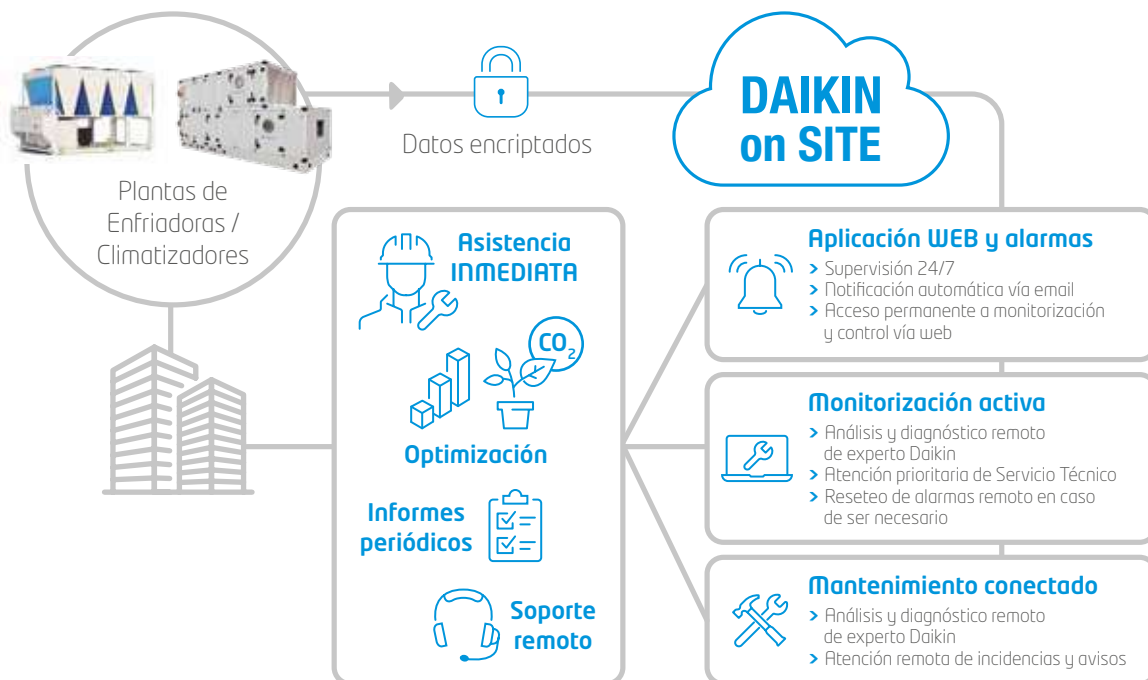 DAIKIN
on SITE
Datos encriptados
Plantas de
Enfriadoras /
Climatizadores
Asistencia
INMEDIATA
CO2
Optimización
Informes
periódicos
Soporte
remoto
Aplicación WEB y alarmas
> Supervisión 24/7
> Notificación automática vía email
> Acceso permanente a monitorización
y control vía web
Monitorización activa
> Análisis y diagnóstico remoto
de experto Daikin
> Atención prioritaria de Servicio Técnico
> Reseteo de alarmas remoto en caso
de ser necesario
Mantenimiento conectado
> Análisis y diagnóstico remoto
de experto Daikin
> Atención remota de incidencias y avisos